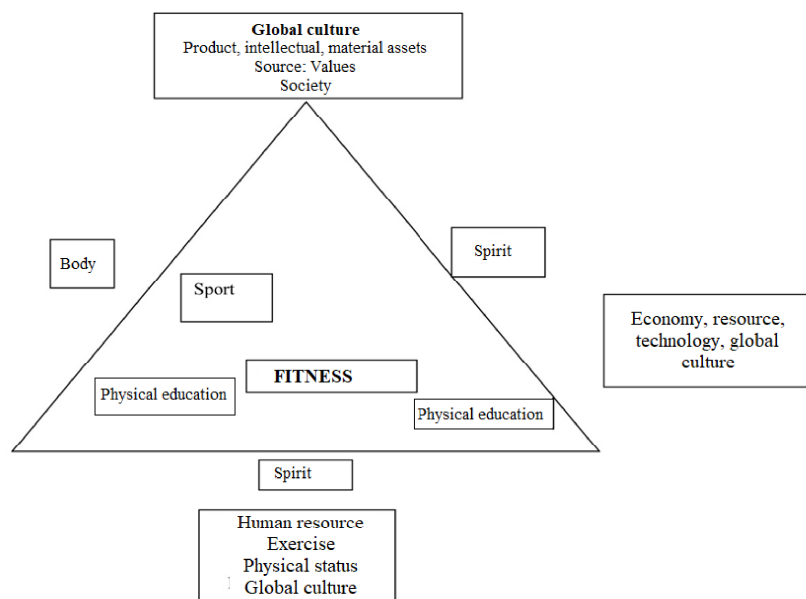 Global culture
Product, intellectual, material assets
Source: Values
Society
Body
Spirit
Sport
Economy, resource,
technology, global
culture
FITNESS
Physical education
Physical education
Spirit
Human resource
Exercise
Physical status
Global culture